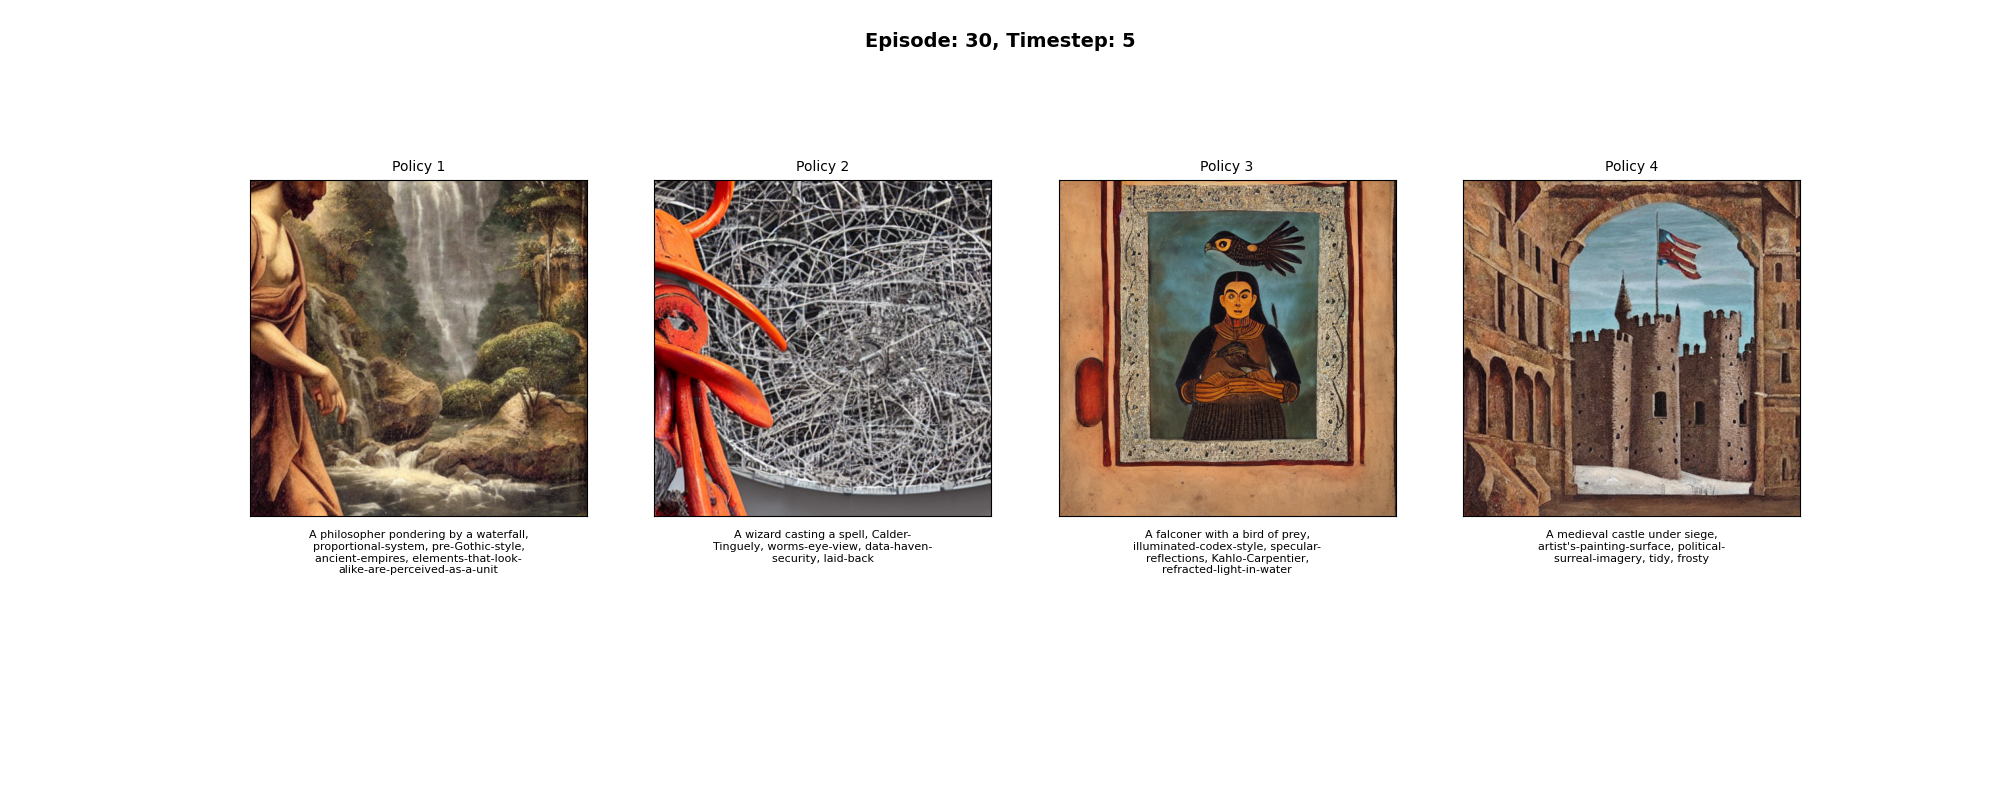 Episode: 30, Timestep: 5
Policy 1
Policy 2
Policy 3
Policy 4
A philosopher pondering by a waterfall,
proportional-system, pre-Gothic-style,
ancient-empires, elements-that-look-
alike-are-perceived-as-a-unit
A wizard casting a spell, Calder-
Tinguely, worms-eye-view, data-haven-
security, laid-back
A falconer with a bird of prey,
illuminated-codex-style, specular-
reflections, Kahlo-Carpentier,
refracted-light-in-water
A medieval castle under siege,
artist's-painting-surface, political-
surreal-imagery, tidy, frosty